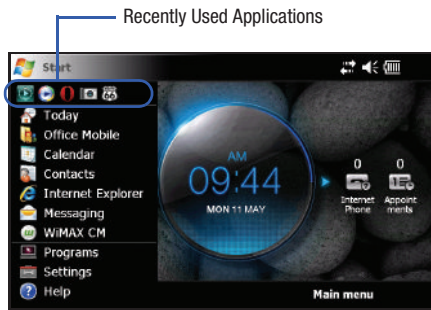 Recently Used Applications
Start
Today
Office Mobile
Calendar
Contacts
Internet Explorer
Messaging
WiMAX CM
Programs
Settings
Help
AM
09:44
MON 11 MAY
0
0
Internet Phone
Appoint ments
Main menu